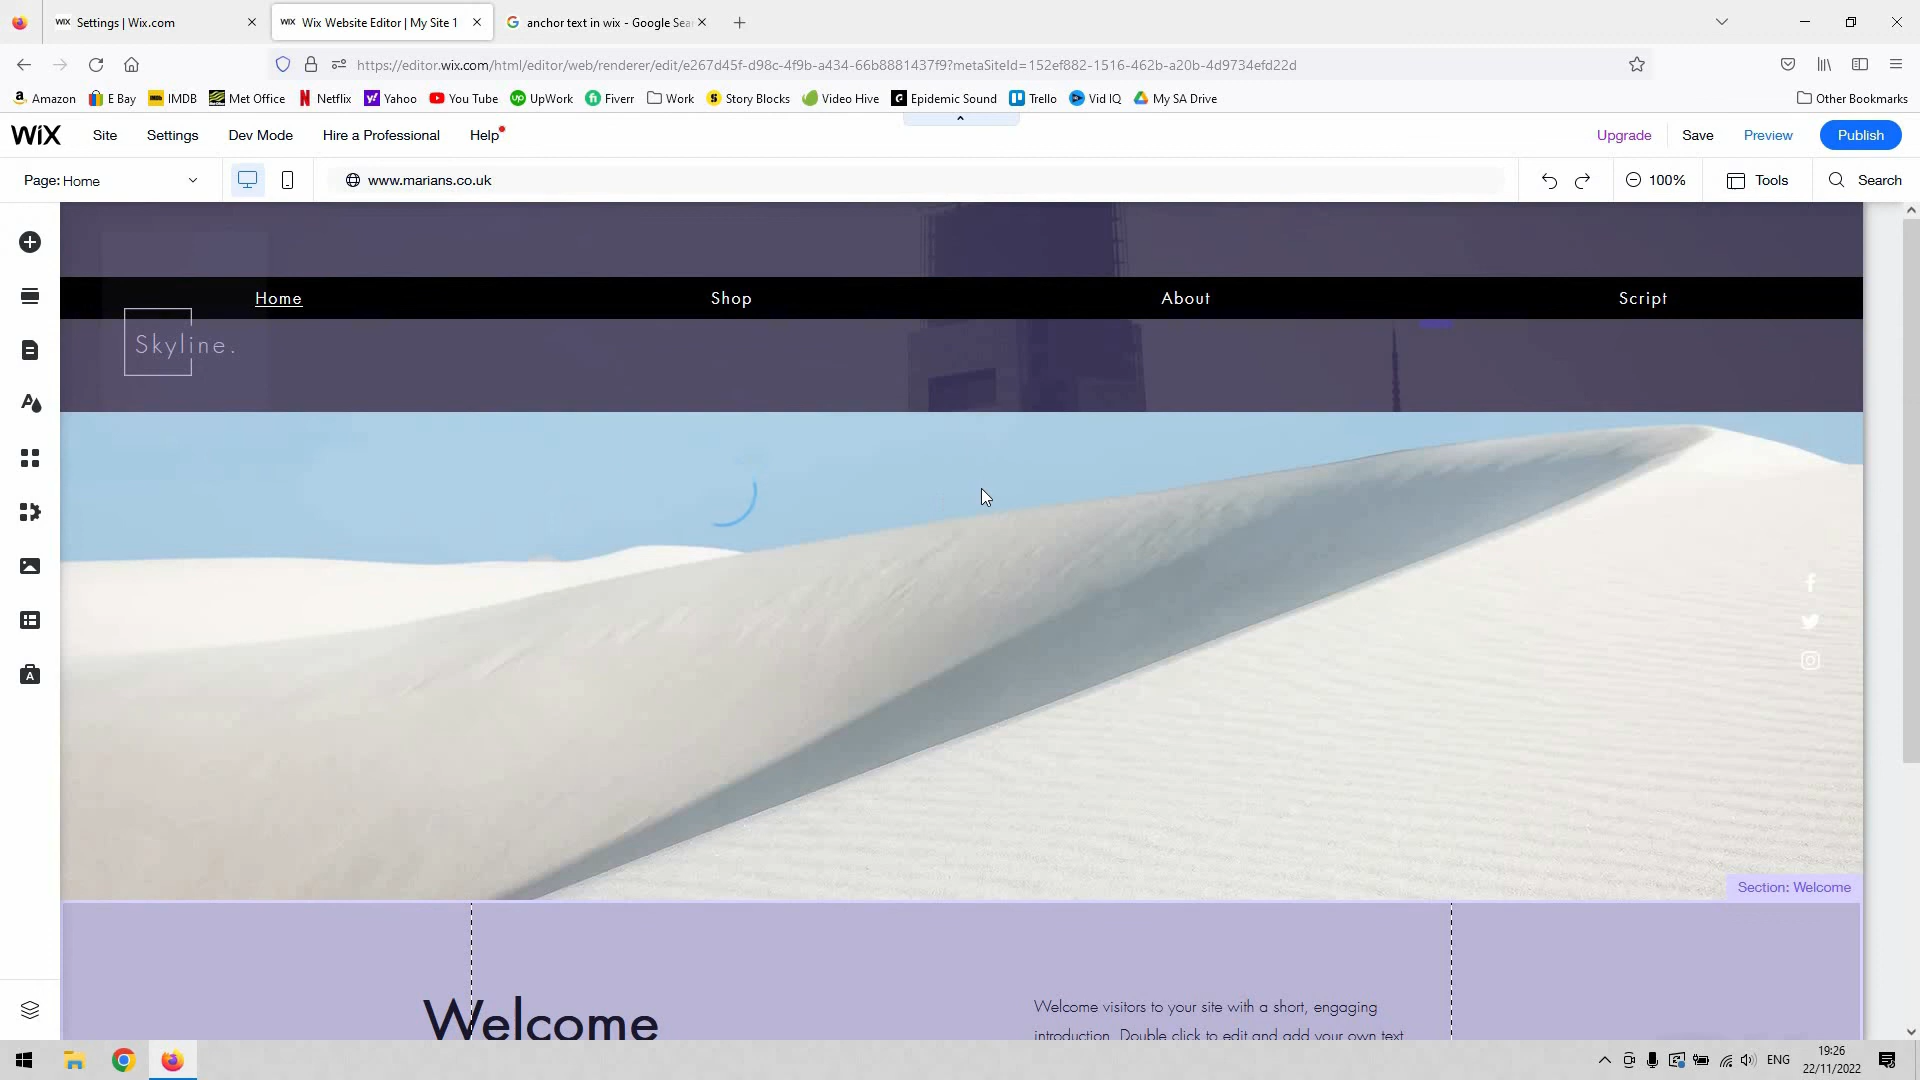 Settings | Wix.com
Wix Website Editor | My Site 1
anchor text in wix - Google Sea
https://editor.wix.com/html/editor/web/renderer/edit/e267d45f-d98c-4f9b-a434-66b8881437f9?metaSiteId=152ef882-1516-462b-a20b-4d9734efd22d
Amazon
E Bay
IMDB
Met Office
Netflix
Yahoo
You Tube
UpWork
Fiverr
Work
Story Blocks
Video Hive
Epidemic Sound
Trello
Vid IQ
My SA Drive
Other Bookmarks
WiX
Site
Settings
Dev Mode
Hire a Professional
Help
Upgrade
Save
Preview
Publish
Page: Home
www.marians.co.uk
100%
Tools
Search
Home
Shop
About
Script
Skyline.
Section: Welcome
Welcome
Welcome visitors to your site with a short, engaging
introduction. Double click to edit and add your own text
ENG
19:26
22/11/2022